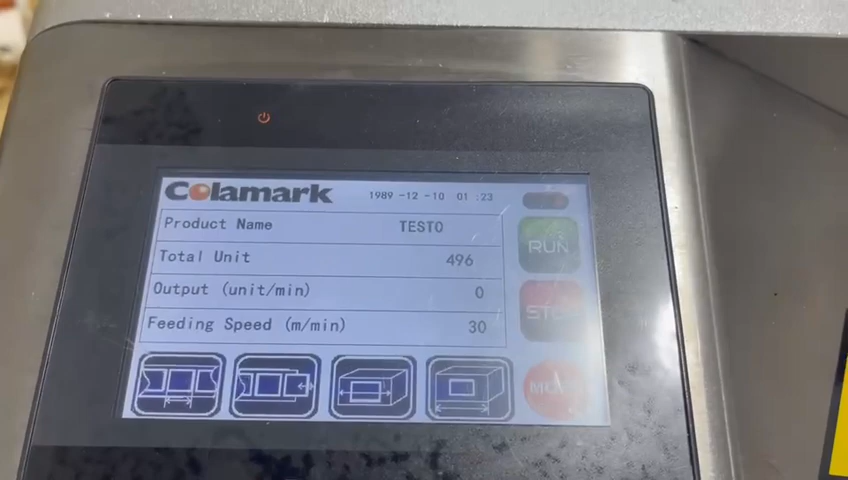 Colamark 1989 -12 -10 01 :23
Product Name TEST0
Total Unit 496
Output (unit/min) 0
Feeding Speed (m/min) 30
RUN
STOP